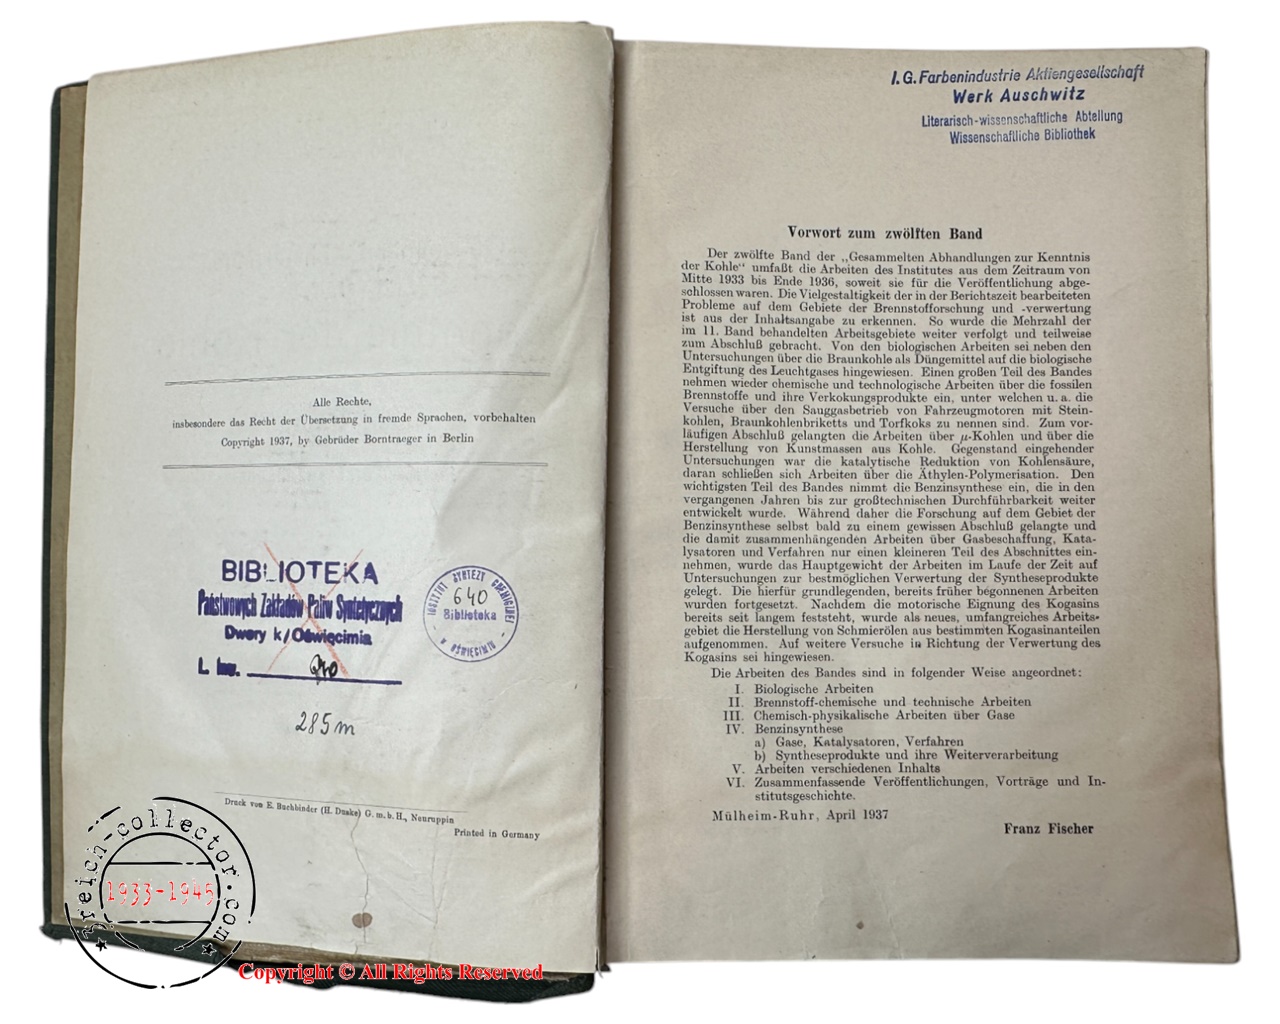 Alle Rechte,
insbesondere das Recht der Übersetzung in fremde Sprachen, vorbehalten
Copyright 1937, by Gebrüder Borntraeger in Berlin
BIBLIOTEKA
Państwowych Zakładów Paliw Syntetycznych
Dwory k/Oświęcimia
L. inw.
INSTYTUT SYNTEZY CHEMICZNEJ
640
Biblioteka
w OŚWIĘCIMIU
285m
Druck von E. Buchbinder (H. Duske) G. m. b. H., Neuruppin
Printed in Germany
3reich-collector.com
1933-1945
Copyright © All Rights Reserved
I. G. Farbenindustrie Aktiengesellschaft
Werk Auschwitz
Literarisch-wissenschaftliche Abteilung
Wissenschaftliche Bibliothek
Vorwort zum zwölften Band
Der zwölfte Band der „Gesammelten Abhandlungen zur Kenntnis
der Kohle“ umfaßt die Arbeiten des Institutes aus dem Zeitraum von
Mitte 1933 bis Ende 1936, soweit sie für die Veröffentlichung abge-
schlossen waren. Die Vielgestaltigkeit der in der Berichtszeit bearbeiteten
Probleme auf dem Gebiete der Brennstofforschung und -verwertung
ist aus der Inhaltsangabe zu erkennen. So wurde die Mehrzahl der
im 11. Band behandelten Arbeitsgebiete weiter verfolgt und teilweise
zum Abschluß gebracht. Von den biologischen Arbeiten sei neben den
Untersuchungen über die Braunkohle als Düngemittel auf die biologische
Entgiftung des Leuchtgases hingewiesen. Einen großen Teil des Bandes
nehmen wieder chemische und technologische Arbeiten über die fossilen
Brennstoffe und ihre Verkokungsprodukte ein, unter welchen u. a. die
Versuche über den Sauggasbetrieb von Fahrzeugmotoren mit Stein-
kohlen, Braunkohlenbriketts und Torfkoks zu nennen sind. Zum vor-
läufigen Abschluß gelangten die Arbeiten über μ-Kohlen und über die
Herstellung von Kunstmassen aus Kohle. Gegenstand eingehender
Untersuchungen war die katalytische Reduktion von Kohlensäure,
daran schließen sich Arbeiten über die Äthylen-Polymerisation. Den
wichtigsten Teil des Bandes nimmt die Benzinsynthese ein, die in den
vergangenen Jahren bis zur großtechnischen Durchführbarkeit weiter
entwickelt wurde. Während daher die Forschung auf dem Gebiet der
Benzinsynthese selbst bald zu einem gewissen Abschluß gelangte und
die damit zusammenhängenden Arbeiten über Gasbeschaffung, Kata-
lysatoren und Verfahren nur einen kleineren Teil des Abschnittes ein-
nehmen, wurde das Hauptgewicht der Arbeiten im Laufe der Zeit auf
Untersuchungen zur bestmöglichen Verwertung der Syntheseprodukte
gelegt. Die hierfür grundlegenden, bereits früher begonnenen Arbeiten
wurden fortgesetzt. Nachdem die motorische Eignung des Kogasins
bereits seit langem feststeht, wurde als neues, umfangreiches Arbeits-
gebiet die Herstellung von Schmierölen aus bestimmten Kogasinanteilen
aufgenommen. Auf weitere Versuche in Richtung der Verwertung des
Kogasins sei hingewiesen.
Die Arbeiten des Bandes sind in folgender Weise angeordnet:
I. Biologische Arbeiten
II. Brennstoff-chemische und technische Arbeiten
III. Chemisch-physikalische Arbeiten über Gase
IV. Benzinsynthese
a) Gase, Katalysatoren, Verfahren
b) Syntheseprodukte und ihre Weiterverarbeitung
V. Arbeiten verschiedenen Inhalts
VI. Zusammenfassende Veröffentlichungen, Vorträge und In-
stitutsgeschichte.
Mülheim-Ruhr, April 1937
Franz Fischer